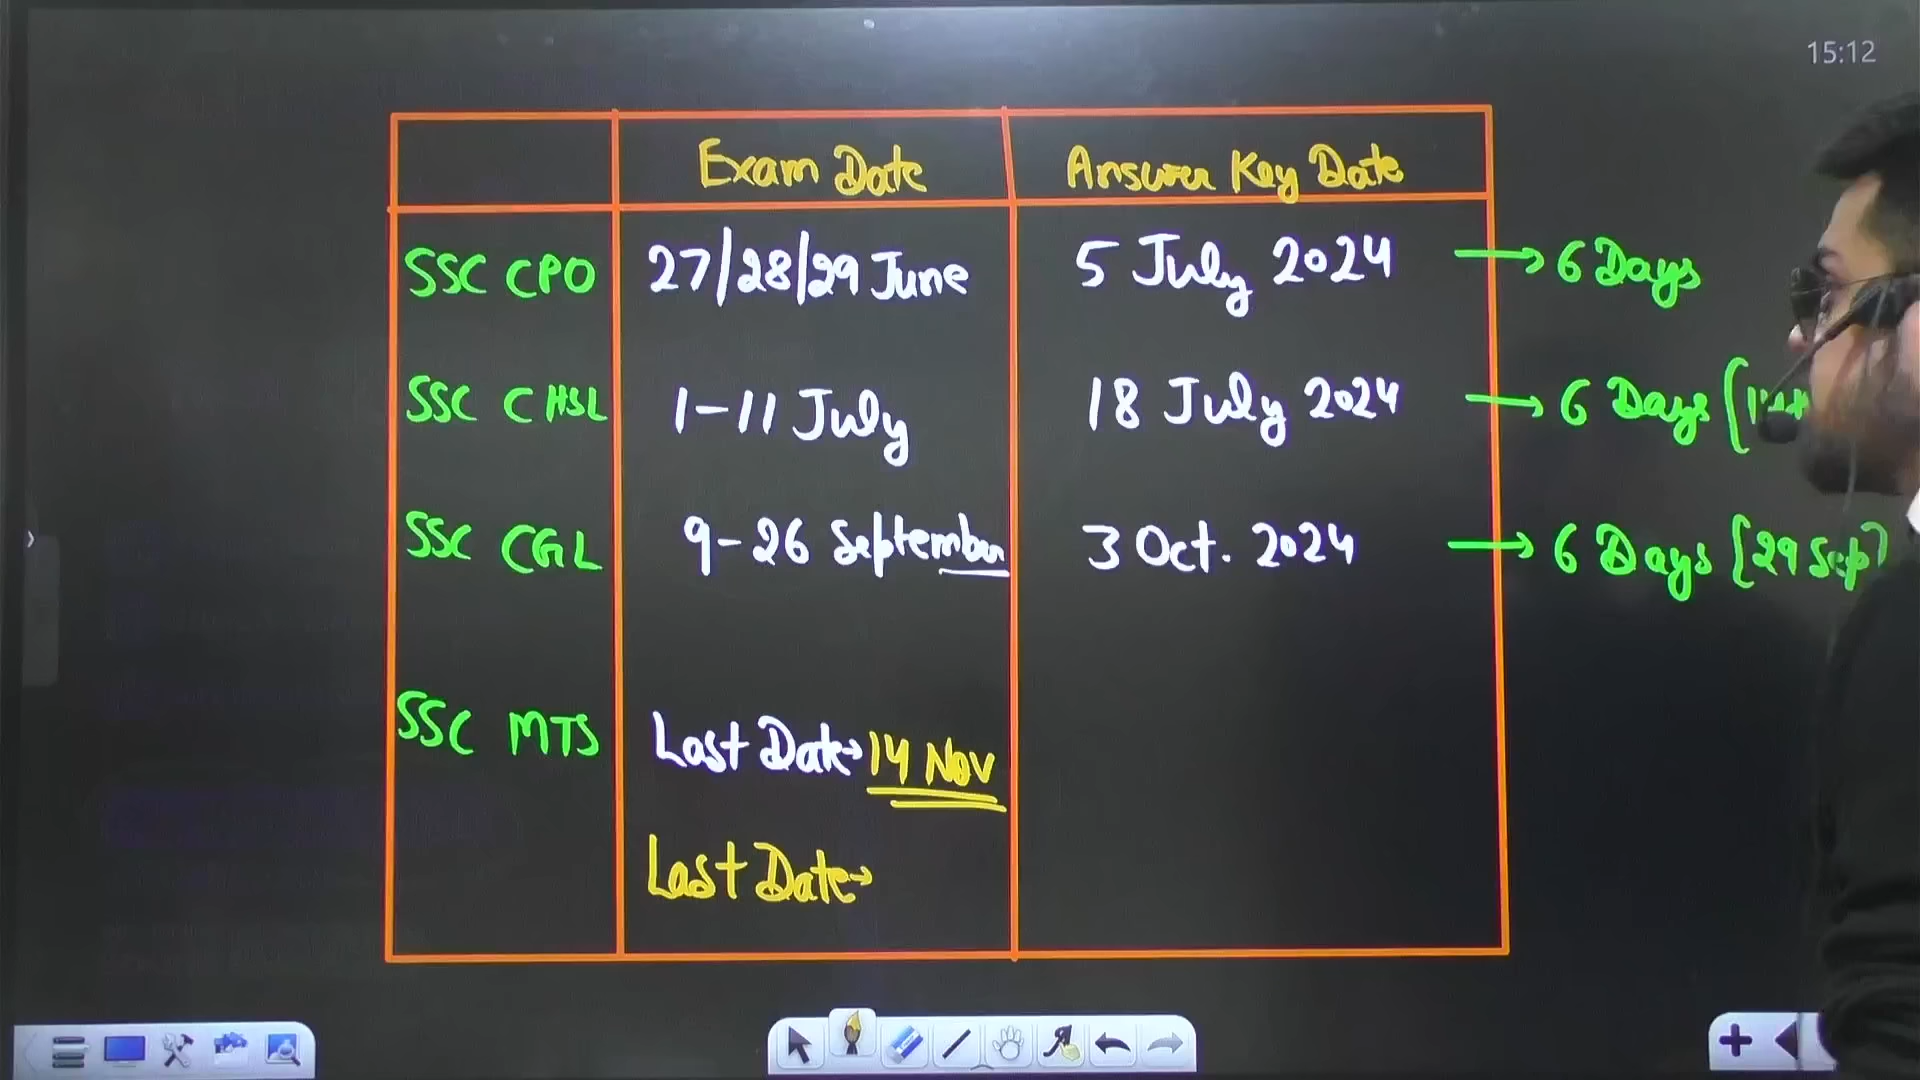 15:12
Exam Date Answer Key Date
SSC CPO 27/28/29 June 5 July 2024 → 6 Days
SSC CHSL 1-11 July 18 July 2024 → 6 Days
SSC CGL 9-26 September 3 Oct. 2024 → 6 Days [29 Sep]
SSC MTS Last Date→ 14 Nov
Last Date→